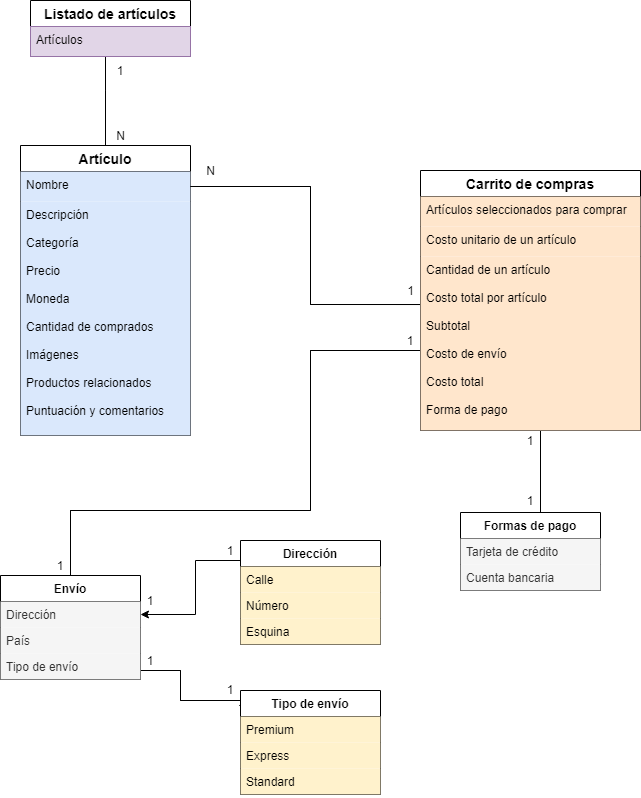 Listado de artículos
Artículos
1
N
Artículo
Nombre
Descripción
Categoría
Precio
Moneda
Cantidad de comprados
Imágenes
Productos relacionados
Puntuación y comentarios
N
1
Carrito de compras
Artículos seleccionados para comprar
Costo unitario de un artículo
Cantidad de un artículo
Costo total por artículo
Subtotal
Costo de envío
Costo total
Forma de pago
1
1
1
Formas de pago
Tarjeta de crédito
Cuenta bancaria
1
Envío
Dirección
País
Tipo de envío
1
1
Dirección
Calle
Número
Esquina
1
1
Tipo de envío
Premium
Express
Standard